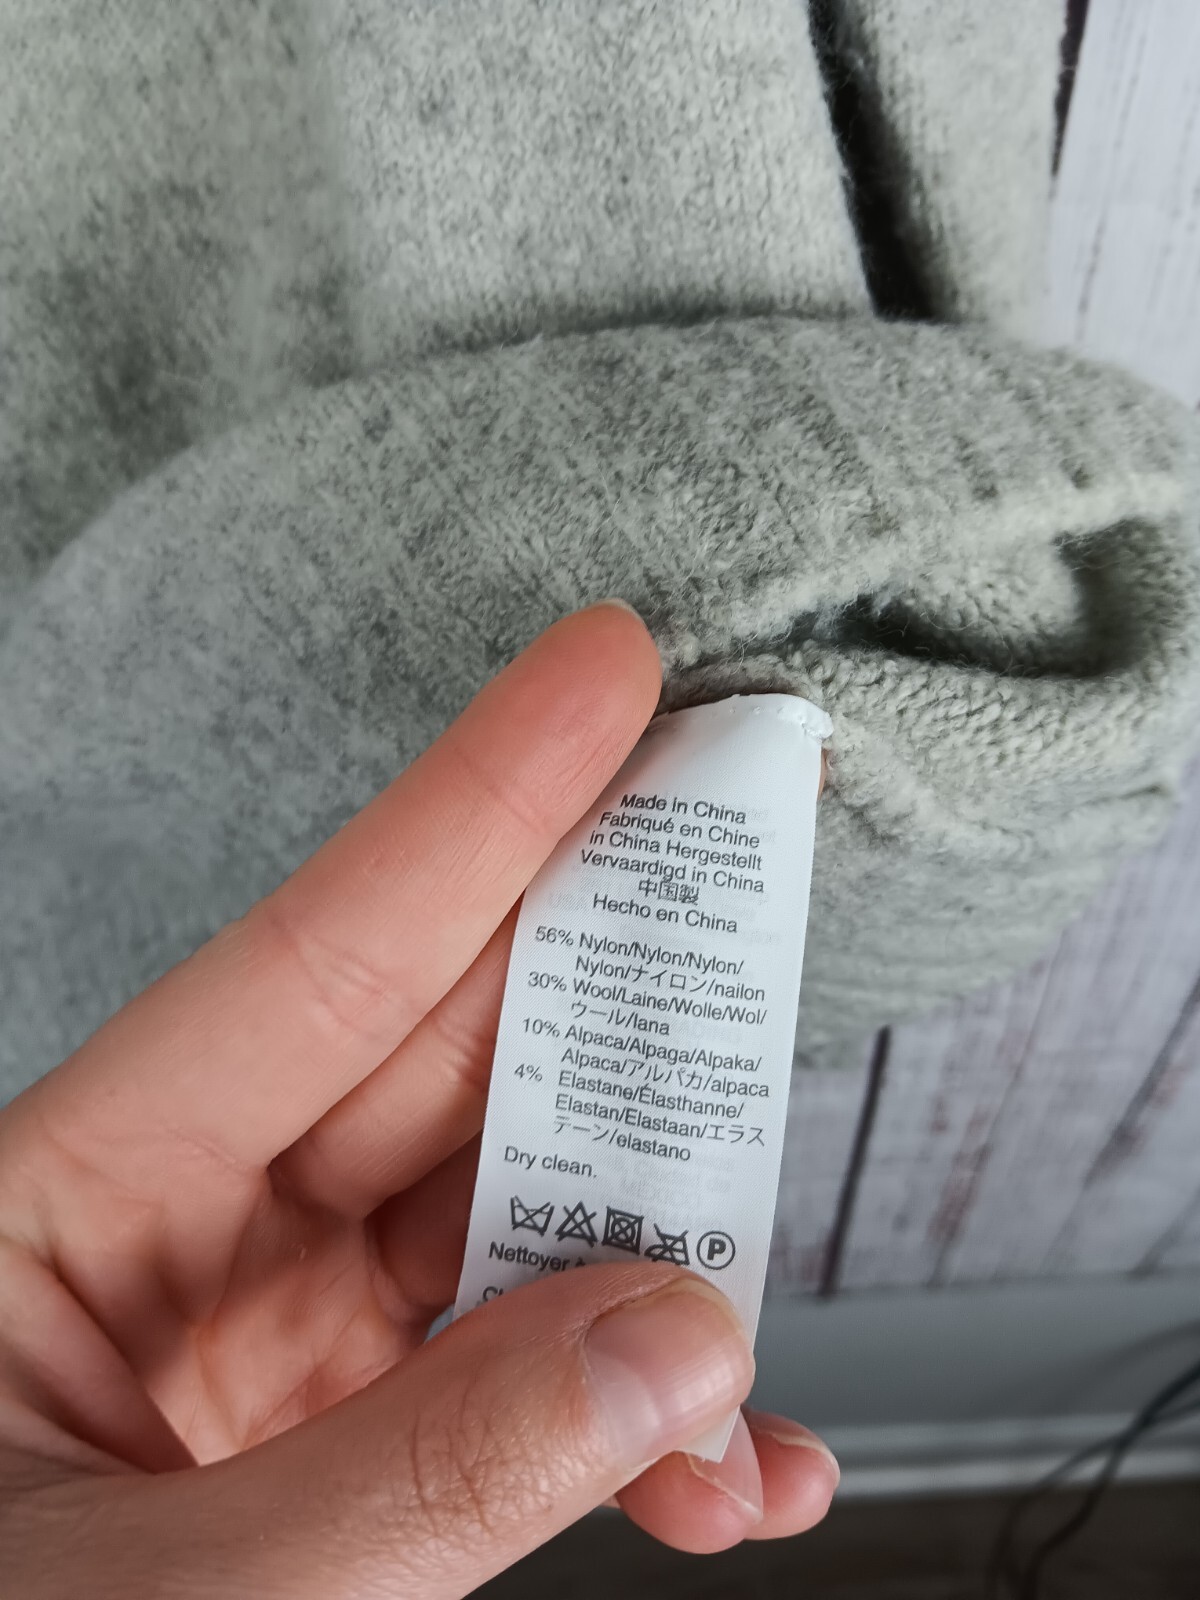 Made in China
Fabriqué en Chine
in China Hergestellt
Vervaardigd in China
中国製
Hecho en China
56% Nylon/Nylon/Nylon/
Nylon/ナイロン/nailon
30% Wool/Laine/Wolle/Wol/
ウール/lana
10% Alpaca/Alpaga/Alpaka/
Alpaca/アルパカ/alpaca
4% Elastane/Élasthanne/
Elastan/Elastaan/エラス
テーン/elastano
Dry clean.
P
Nettoyer